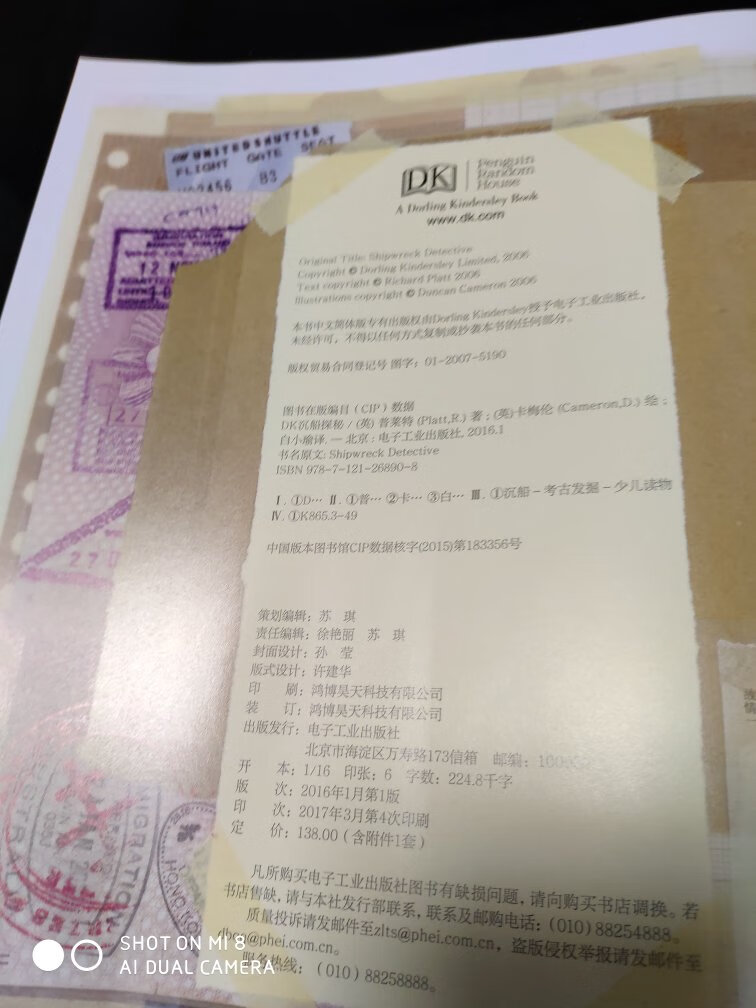 UNITED SHUTTLE
FLIGHT GATE SEAT
B3
DK
Penguin
Random
House
A Dorling Kindersley Book
www.dk.com
Original Title: Shipwreck Detective
Copyright © Dorling Kindersley Limited, 2006
Text copyright © Richard Platt 2006
Illustrations copyright © Duncan Cameron 2006
本书中文简体版专有出版权由Dorling Kindersley授予电子工业出版社。
未经许可，不得以任何方式复制或抄袭本书的任何部分。
版权贸易合同登记号 图字：01-2007-5190
图书在版编目（CIP）数据
DK沉船探秘 /（英）普莱特 (Platt,R.) 著；(英)卡梅伦 (Cameron,D.) 绘；
白小瑜译. — 北京：电子工业出版社, 2016.1
书名原文: Shipwreck Detective
ISBN 978-7-121-26890-8
Ⅰ. ①D… Ⅱ. ①普… ②卡… ③白… Ⅲ. ①沉船－考古发掘－少儿读物
Ⅳ. ①K865.3-49
中国版本图书馆CIP数据核字(2015)第183356号
策划编辑：苏 琪
责任编辑：徐艳丽 苏 琪
封面设计：孙 莹
版式设计：许建华
印 刷：鸿博昊天科技有限公司
装 订：鸿博昊天科技有限公司
出版发行：电子工业出版社
北京市海淀区万寿路173信箱 邮编：
开 本：1/16 印张：6 字数：224.8千字
版 次：2016年1月第1版
印 次：2017年3月第4次印刷
定 价：138.00（含附件1套）
凡所购买电子工业出版社图书有缺损问题，请向购买书店调换。若
书店售缺，请与本社发行部联系，联系及邮购电话：(010) 88254888。
质量投诉请发邮件至zlts@phei.com.cn，盗版侵权举报请发邮件至
dbqq@phei.com.cn。
服务热线：(010) 88258888。
SHOT ON MI 8
AI DUAL CAMERA